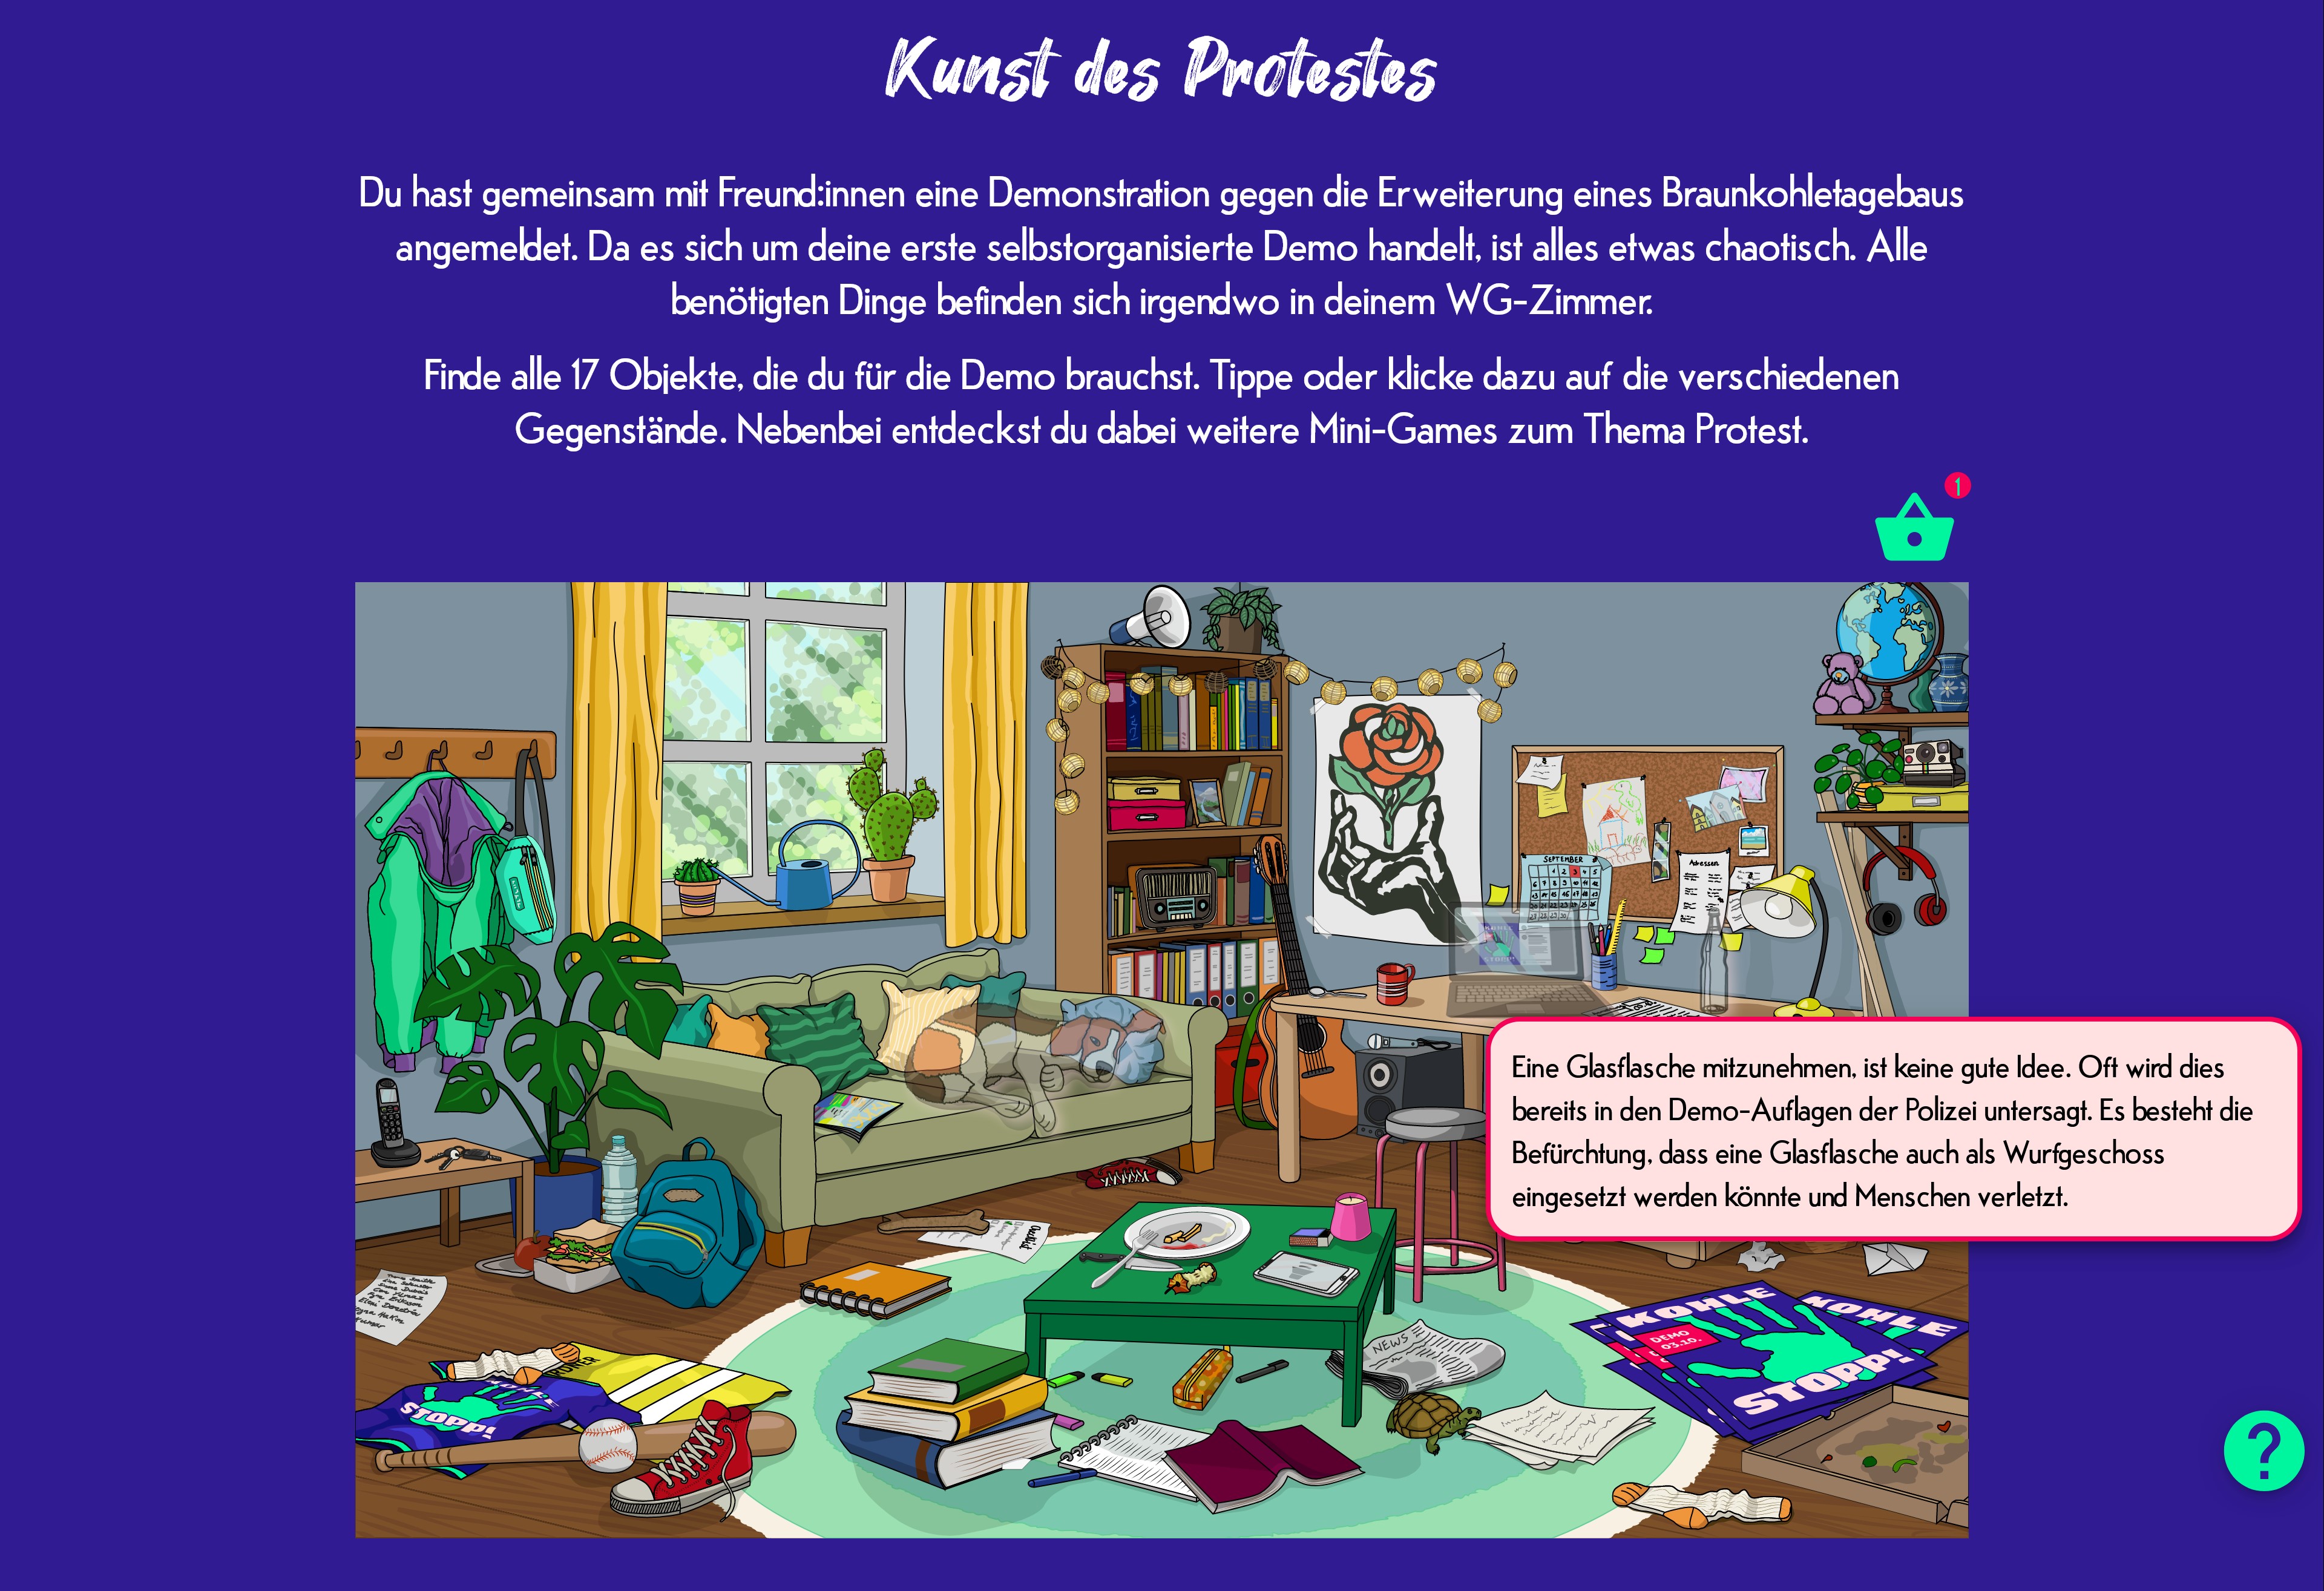 Kunst des Protestes
Du hast gemeinsam mit Freund:innen eine Demonstration gegen die Erweiterung eines Braunkohletagebaus
angemeldet. Da es sich um deine erste selbstorganisierte Demo handelt, ist alles etwas chaotisch. Alle
benötigten Dinge befinden sich irgendwo in deinem WG-Zimmer.
Finde alle 17 Objekte, die du für die Demo brauchst. Tippe oder klicke dazu auf die verschiedenen
Gegenstände. Nebenbei entdeckst du dabei weitere Mini-Games zum Thema Protest.
1
SEPTEMBER
Adressen
Eine Glasflasche mitzunehmen, ist keine gute Idee. Oft wird dies
bereits in den Demo-Auflagen der Polizei untersagt. Es besteht die
Befürchtung, dass eine Glasflasche auch als Wurfgeschoss
eingesetzt werden könnte und Menschen verletzt.
NEWS
KOHLE
DEMO
03.10.
STOPP!
KOHLE
STOPP!
?